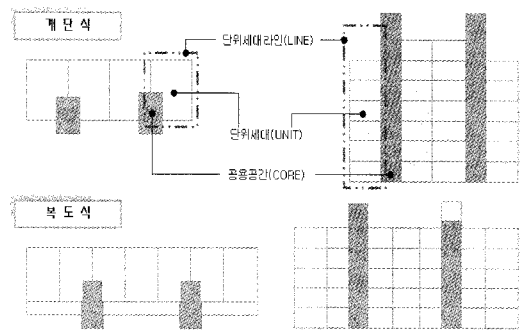 계 단 식
단위세대라인(LINE)
단위세대(UNIT)
공용공간(CORE)
복 도 식